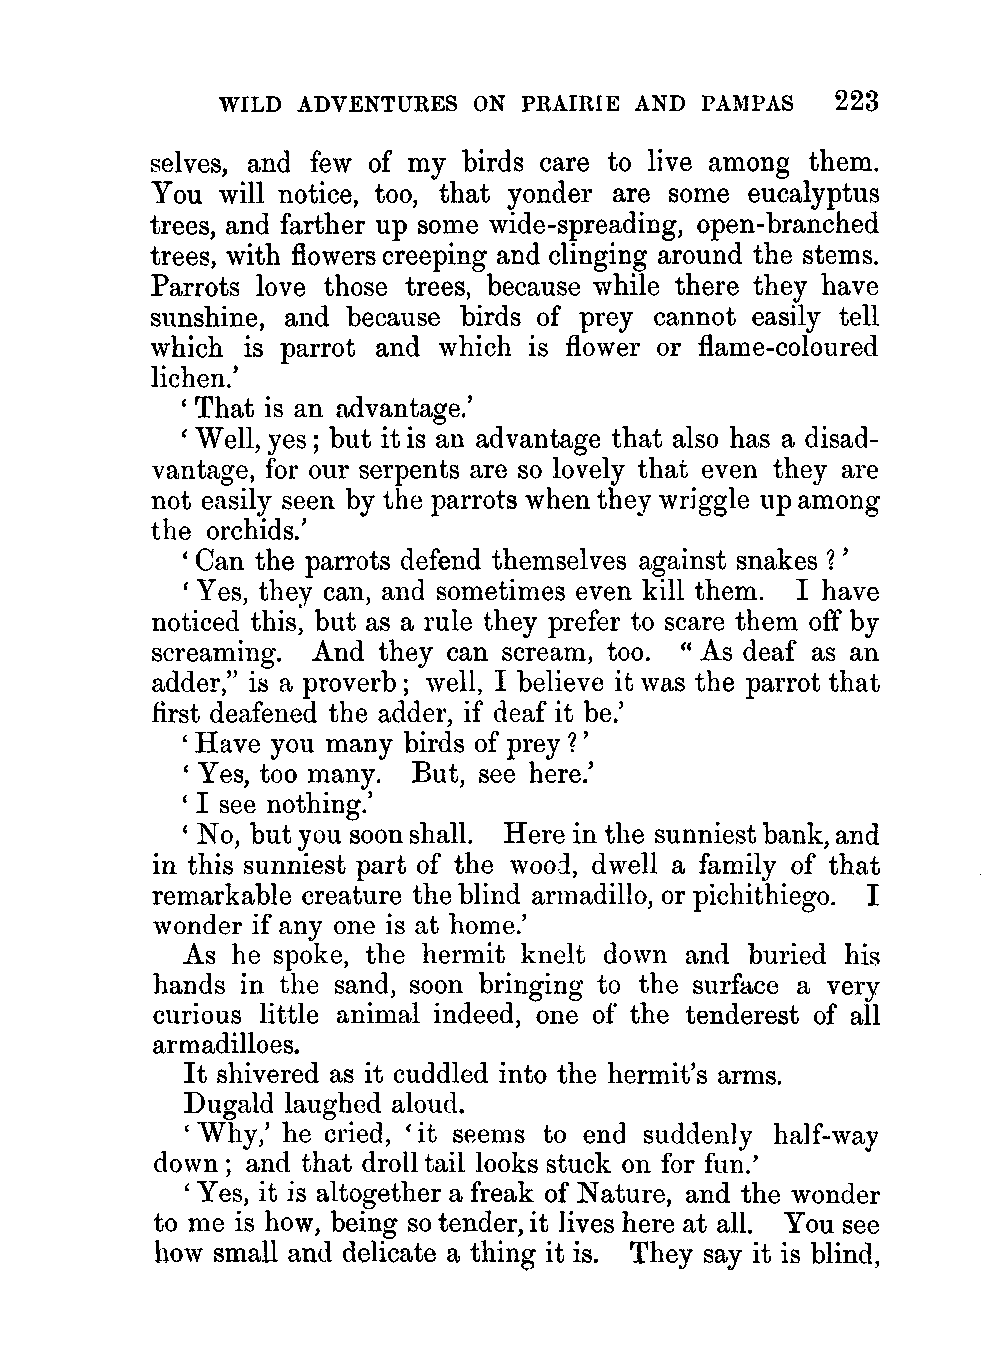 WILD ADVENTURES ON PRAIRIE AND PAMPAS 223
selves, and few of my birds care to live among them.
You will notice, too, that yonder are some eucalyptus
trees, and farther up some wide-spreading, open-branched
trees, with flowers creeping and clinging around the stems.
Parrots love those trees, because while there they have
sunshine, and because birds of prey cannot easily tell
which is parrot and which is flower or flame-coloured
lichen.’
‘That is an advantage.’
‘Well, yes; but it is an advantage that also has a disad-
vantage, for our serpents are so lovely that even they are
not easily seen by the parrots when they wriggle up among
the orchids.’
‘Can the parrots defend themselves against snakes?’
‘Yes, they can, and sometimes even kill them. I have
noticed this, but as a rule they prefer to scare them off by
screaming. And they can scream, too. “As deaf as an
adder,” is a proverb; well, I believe it was the parrot that
first deafened the adder, if deaf it be.’
‘Have you many birds of prey?’
‘Yes, too many. But, see here.’
‘I see nothing.’
‘No, but you soon shall. Here in the sunniest bank, and
in this sunniest part of the wood, dwell a family of that
remarkable creature the blind armadillo, or pichithiego. I
wonder if any one is at home.’
As he spoke, the hermit knelt down and buried his
hands in the sand, soon bringing to the surface a very
curious little animal indeed, one of the tenderest of all
armadilloes.
It shivered as it cuddled into the hermit’s arms.
Dugald laughed aloud.
‘Why,’ he cried, ‘it seems to end suddenly half-way
down; and that droll tail looks stuck on for fun.’
‘Yes, it is altogether a freak of Nature, and the wonder
to me is how, being so tender, it lives here at all. You see
how small and delicate a thing it is. They say it is blind,